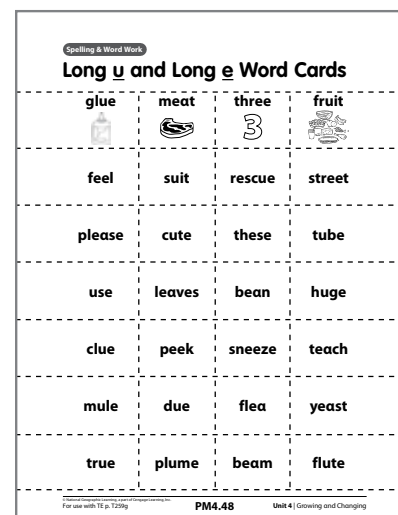 Spelling & Word Work
Long u and Long e Word Cards
glue meat three fruit
3
feel suit rescue street
please cute these tube
use leaves bean huge
clue peek sneeze teach
mule due flea yeast
true plume beam flute
© National Geographic Learning, a part of Cengage Learning, Inc.
For use with TE p. T259g PM4.48 Unit 4 | Growing and Changing